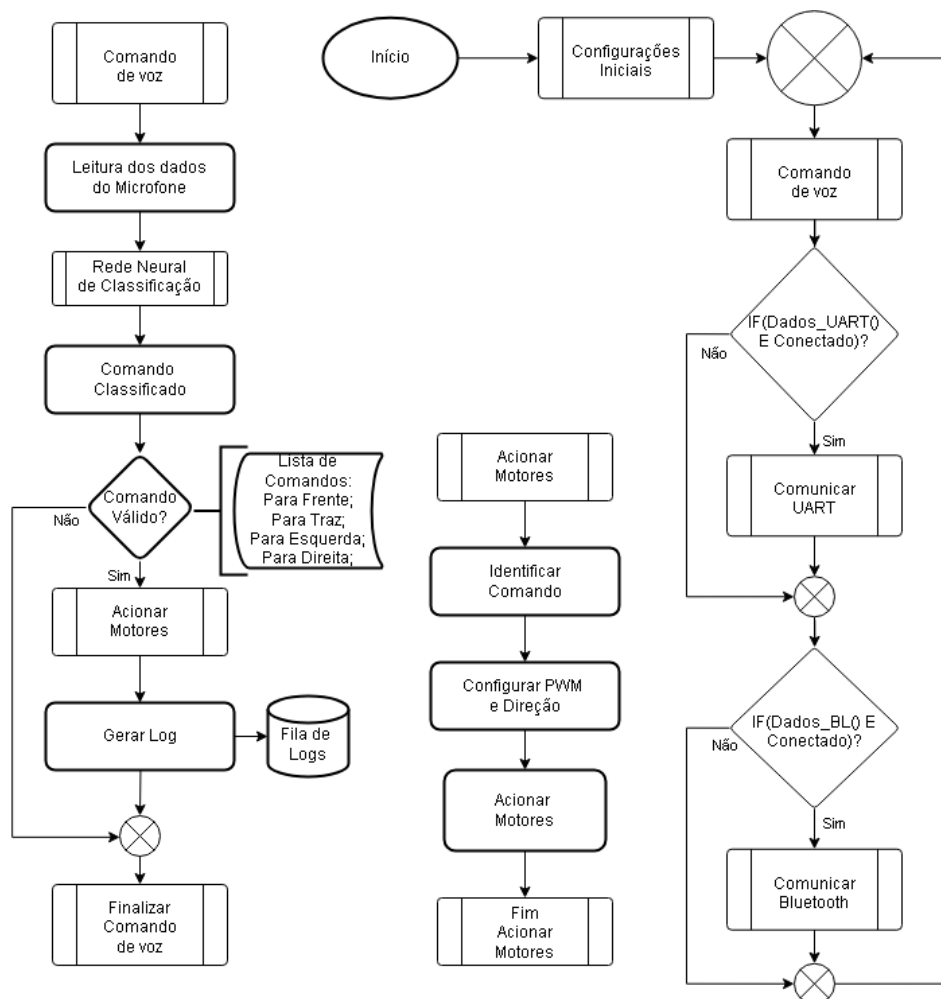 Comando
de voz
Leitura dos dados
do Microfone
Rede Neural
de Classificação
Comando
Classificado
Comando
Válido?
Não
Sim
Lista de
Comandos:
Para Frente;
Para Traz;
Para Esquerda;
Para Direita;
Acionar
Motores
Gerar Log
Fila de
Logs
Finalizar
Comando
de voz
Acionar
Motores
Identificar
Comando
Configurar PWM
e Direção
Acionar
Motores
Fim
Acionar
Motores
Início
Configurações
Iniciais
Comando
de voz
IF(Dados_UART()
E Conectado)?
Não
Sim
Comunicar
UART
IF(Dados_BL() E
Conectado)?
Não
Sim
Comunicar
Bluetooth